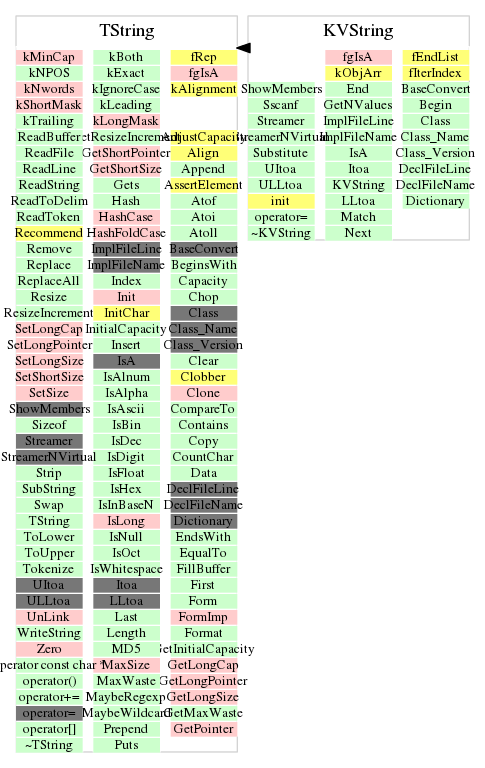 TString
kMinCap
kNPOS
kNwords
kShortMask
kTrailing
ReadBuffer
ReadFile
ReadLine
ReadString
ReadToDelim
ReadToken
Recommend
Remove
Replace
ReplaceAll
Resize
ResizeIncrement
SetLongCap
SetLongPointer
SetLongSize
SetShortSize
SetSize
ShowMembers
Sizeof
Streamer
StreamerNVirtual
Strip
SubString
Swap
TString
ToLower
ToUpper
Tokenize
UItoa
ULLtoa
UnLink
WriteString
Zero
perator const char *
operator()
operator+=
operator=
operator[]
~TString
kBoth
kExact
kIgnoreCase
kLeading
kLongMask
etResizeIncrement
GetShortPointer
GetShortSize
Gets
Hash
HashCase
HashFoldCase
ImplFileLine
ImplFileName
Index
Init
InitChar
InitialCapacity
Insert
IsA
IsAlnum
IsAlpha
IsAscii
IsBin
IsDec
IsDigit
IsFloat
IsHex
IsInBaseN
IsLong
IsNull
IsOct
IsWhitespace
Itoa
LLtoa
Last
Length
MD5
MaxSize
MaxWaste
MaybeRegexp
MaybeWildcard
Prepend
Puts
fRep
fgIsA
kAlignment
AdjustCapacity
Align
Append
AssertElement
Atof
Atoi
Atoll
BaseConvert
BeginsWith
Capacity
Chop
Class
Class_Name
Class_Version
Clear
Clobber
Clone
CompareTo
Contains
Copy
CountChar
Data
DeclFileLine
DeclFileName
Dictionary
EndsWith
EqualTo
FillBuffer
First
Form
FormImp
Format
GetInitialCapacity
GetLongCap
GetLongPointer
GetLongSize
GetMaxWaste
GetPointer
KVString
ShowMembers
Sscanf
Streamer
treamerNVirtual
Substitute
UItoa
ULLtoa
init
operator=
~KVString
fgIsA
kObjArr
End
GetNValues
ImplFileLine
ImplFileName
IsA
Itoa
KVString
LLtoa
Match
Next
fEndList
fIterIndex
BaseConvert
Begin
Class
Class_Name
Class_Version
DeclFileLine
DeclFileName
Dictionary